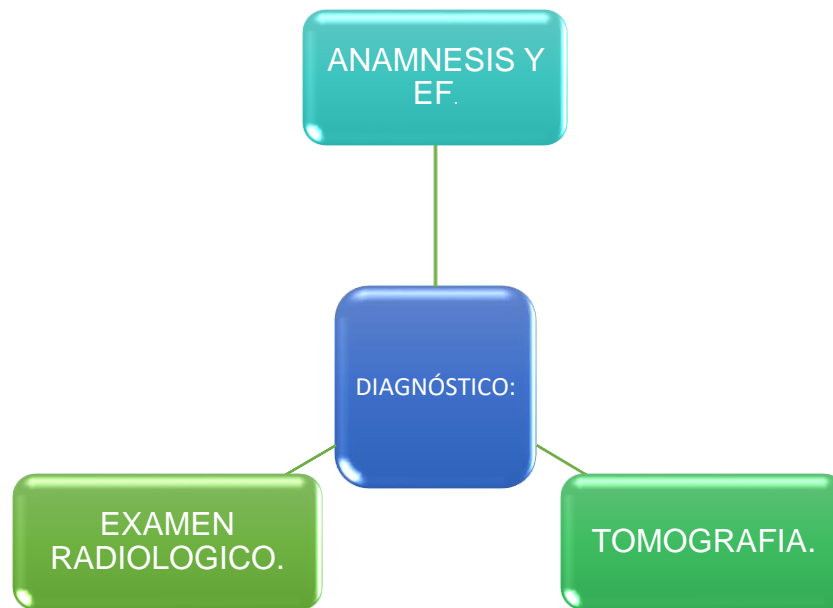 ANAMNESIS Y
EF.
DIAGNÓSTICO:
EXAMEN
RADIOLOGICO.
TOMOGRAFIA.